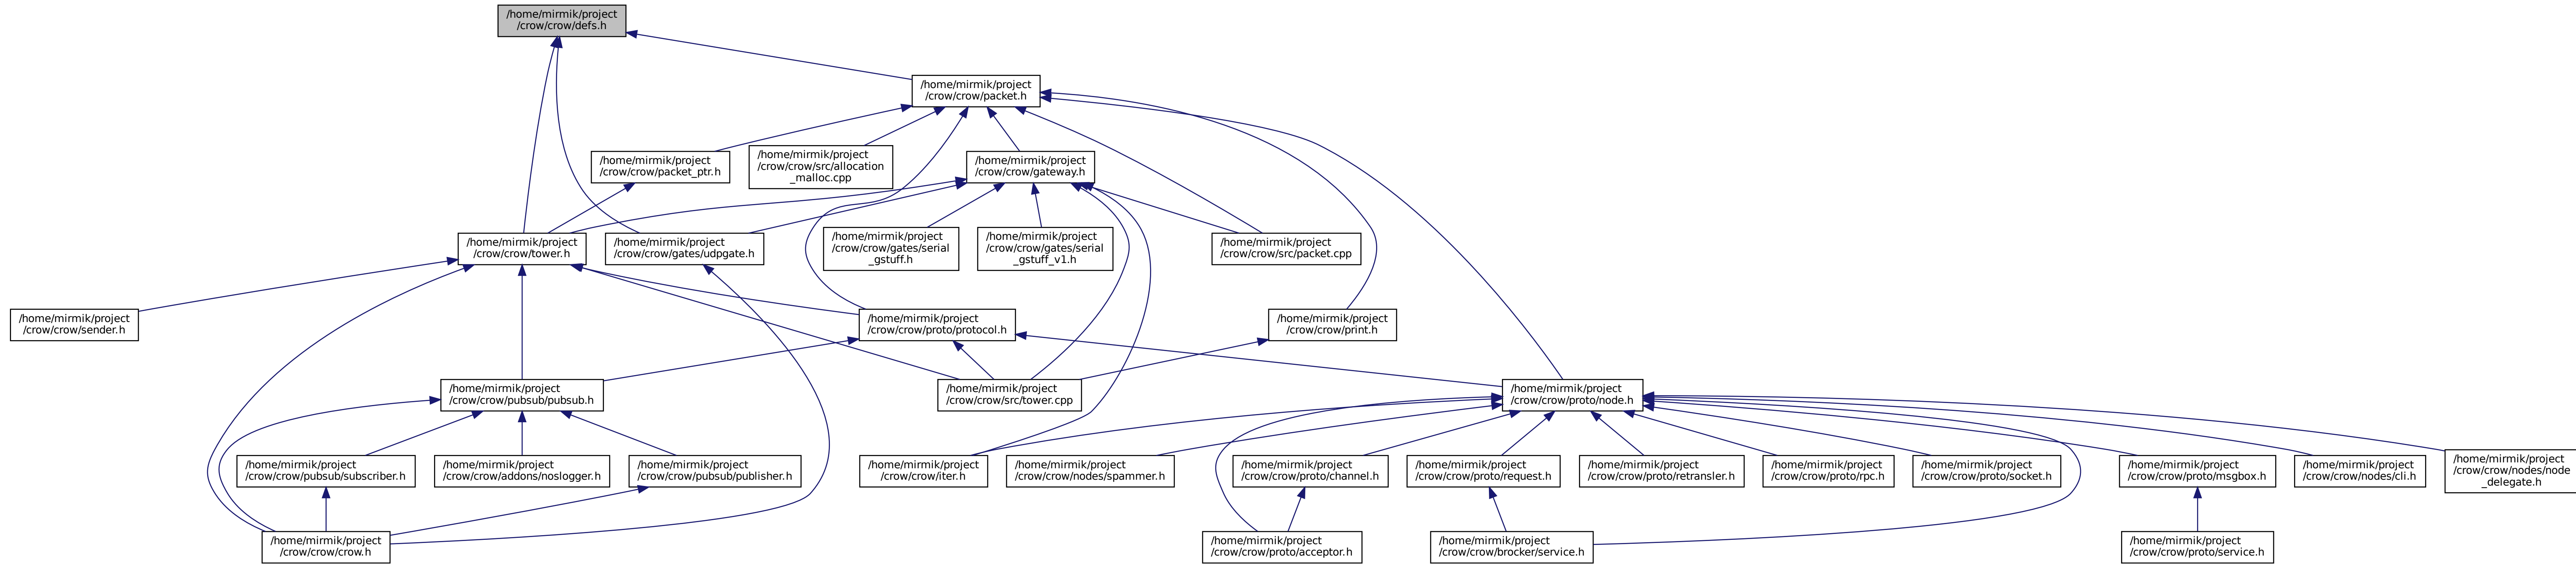 /home/mirmik/project
/crow/crow/defs.h
/home/mirmik/project
/crow/crow/packet.h
/home/mirmik/project
/crow/crow/packet_ptr.h
/home/mirmik/project
/crow/crow/src/allocation
_malloc.cpp
/home/mirmik/project
/crow/crow/gateway.h
/home/mirmik/project
/crow/crow/tower.h
/home/mirmik/project
/crow/crow/gates/udpgate.h
/home/mirmik/project
/crow/crow/gates/serial
_gstuff.h
/home/mirmik/project
/crow/crow/gates/serial
_gstuff_v1.h
/home/mirmik/project
/crow/crow/src/packet.cpp
/home/mirmik/project
/crow/crow/sender.h
/home/mirmik/project
/crow/crow/proto/protocol.h
/home/mirmik/project
/crow/crow/print.h
/home/mirmik/project
/crow/crow/pubsub/pubsub.h
/home/mirmik/project
/crow/crow/src/tower.cpp
/home/mirmik/project
/crow/crow/proto/node.h
/home/mirmik/project
/crow/crow/pubsub/subscriber.h
/home/mirmik/project
/crow/crow/addons/noslogger.h
/home/mirmik/project
/crow/crow/pubsub/publisher.h
/home/mirmik/project
/crow/crow/iter.h
/home/mirmik/project
/crow/crow/nodes/spammer.h
/home/mirmik/project
/crow/crow/proto/channel.h
/home/mirmik/project
/crow/crow/proto/request.h
/home/mirmik/project
/crow/crow/proto/retransler.h
/home/mirmik/project
/crow/crow/proto/rpc.h
/home/mirmik/project
/crow/crow/proto/socket.h
/home/mirmik/project
/crow/crow/proto/msgbox.h
/home/mirmik/project
/crow/crow/nodes/cli.h
/home/mirmik/project
/crow/crow/nodes/node
_delegate.h
/home/mirmik/project
/crow/crow/crow.h
/home/mirmik/project
/crow/crow/proto/acceptor.h
/home/mirmik/project
/crow/crow/brocker/service.h
/home/mirmik/project
/crow/crow/proto/service.h